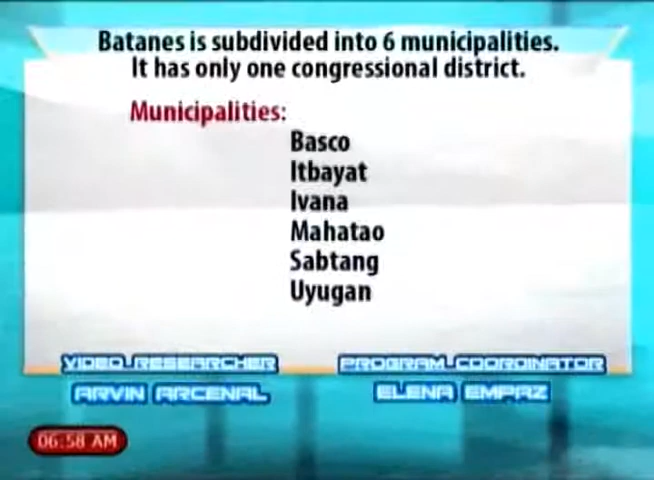 Batanes is subdivided into 6 municipalities.
It has only one congressional district.
Municipalities:
Basco
Itbayat
Ivana
Mahatao
Sabtang
Uyugan
VIDEO RESEARCHER
PROGRAM COORDINATOR
ARVIN ARCENAL
ELENA EMPAZ
06:58 AM